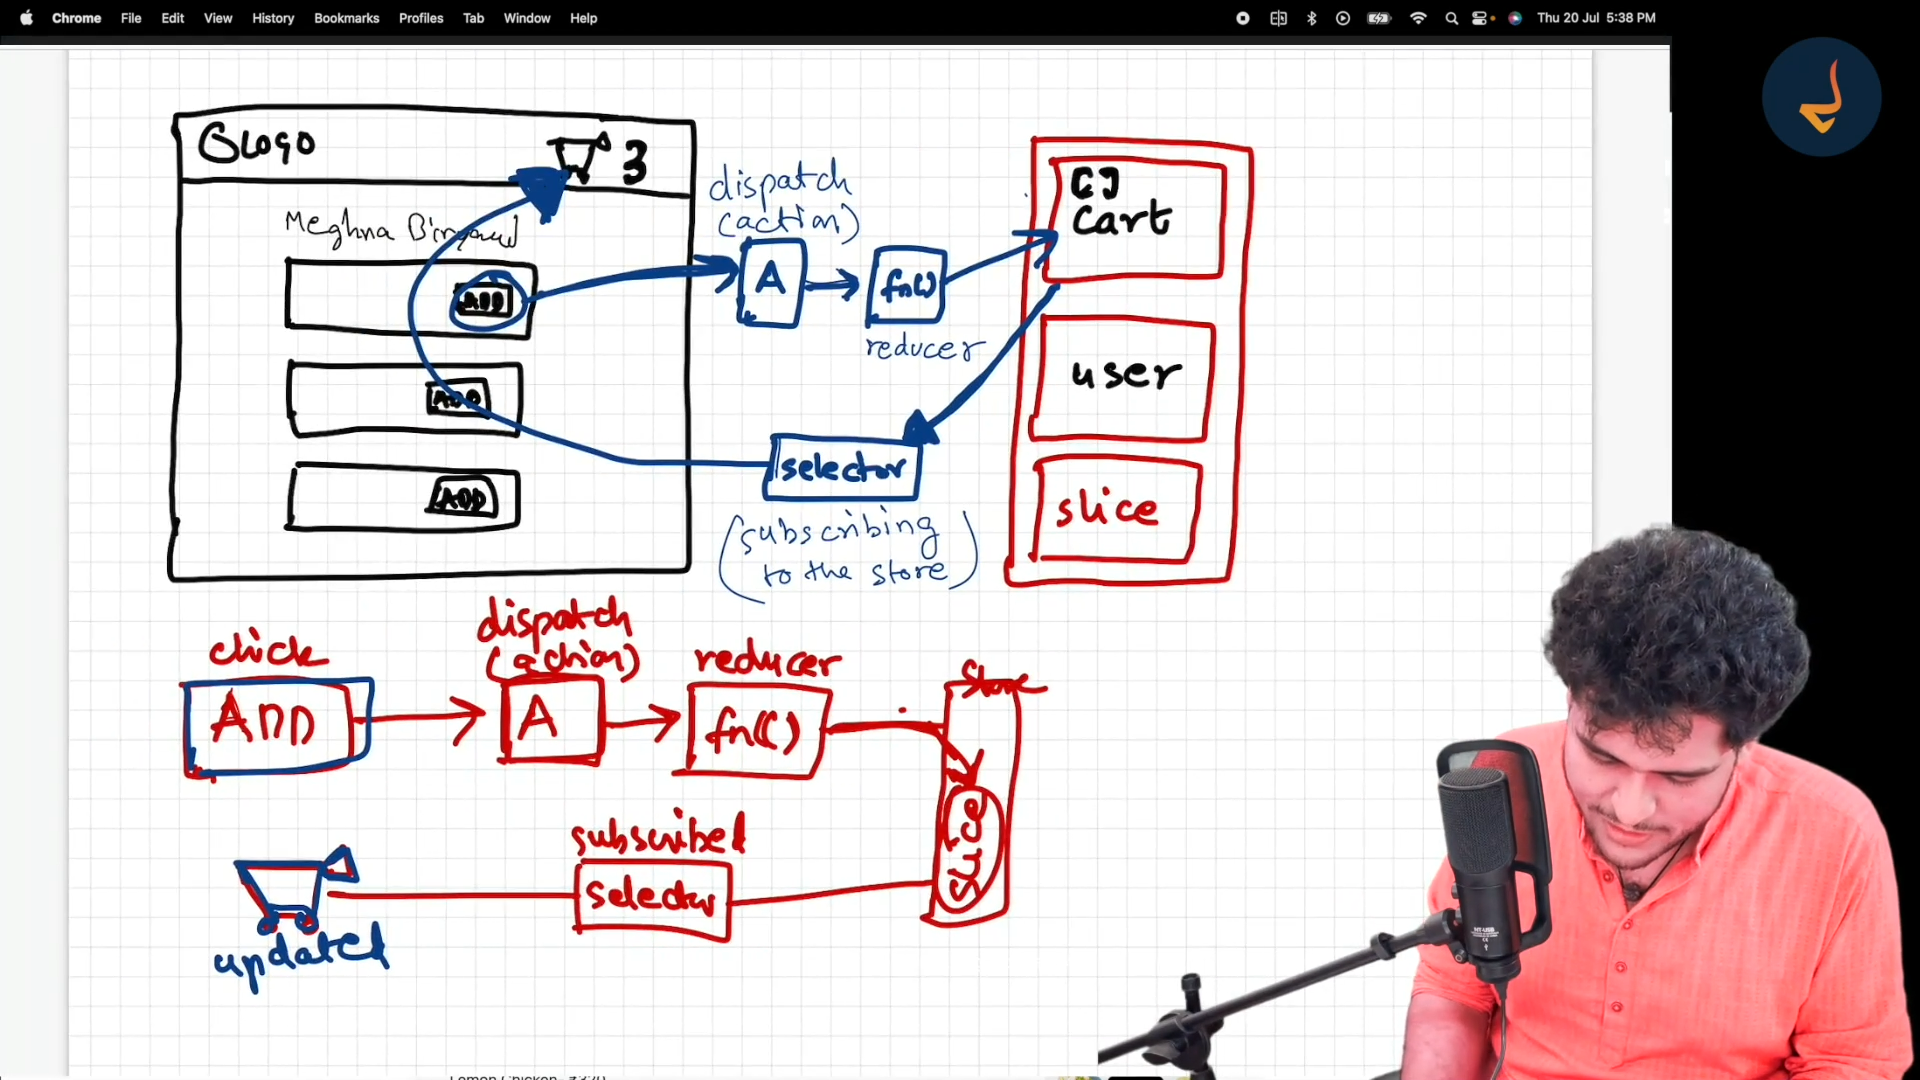 Chrome File Edit View History Bookmarks Profiles Tab Window Help
Thu 20 Jul 5:38 PM
LOGO
3
Meghna
ADD
ADD
ADD
dispatch
(action)
A
fn()
reducer
selector
(subscribing
to the store)
[]
Cart
user
slice
click
ADD
dispatch
(action)
A
reducer
fn()
Store
slice
subscribed
selector
updated